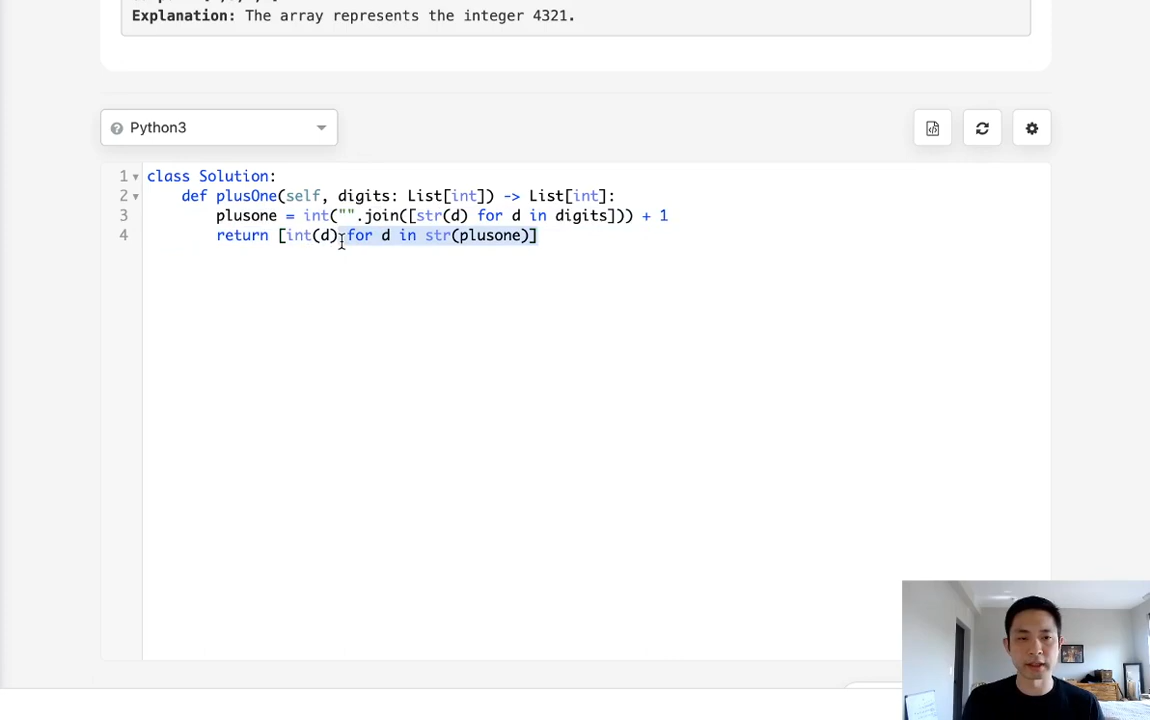 Explanation: The array represents the integer 4321.
Python3
1 class Solution:
2 def plusOne(self, digits: List[int]) -> List[int]:
3 plusone = int("".join([str(d) for d in digits])) + 1
4 return [int(d) for d in str(plusone)]